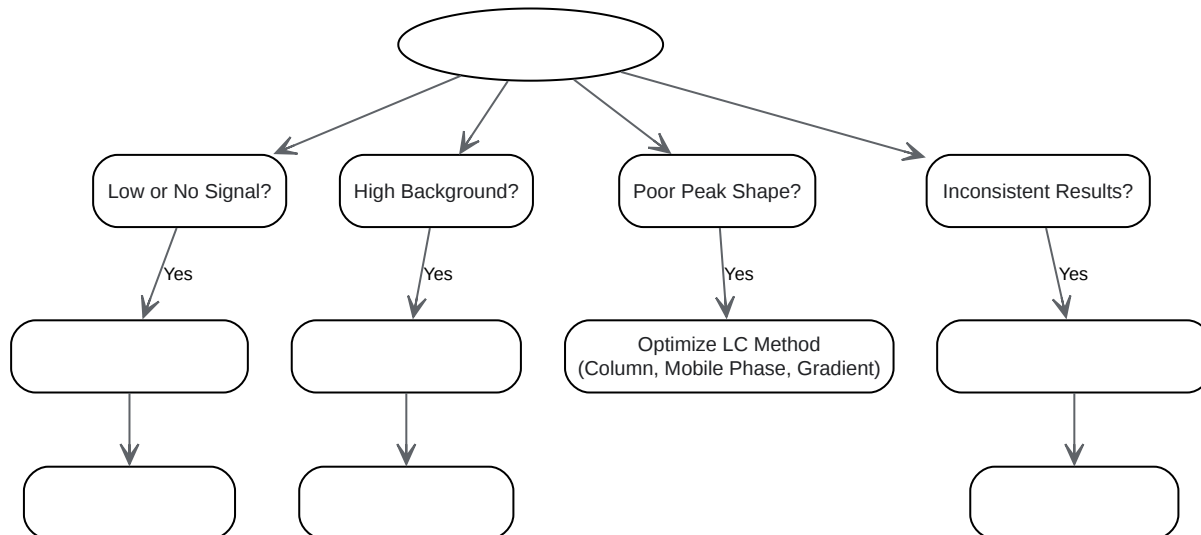 Low or No Signal?
High Background?
Poor Peak Shape?
Inconsistent Results?
Yes
Yes
Yes
Yes
Optimize LC Method
(Column, Mobile Phase, Gradient)